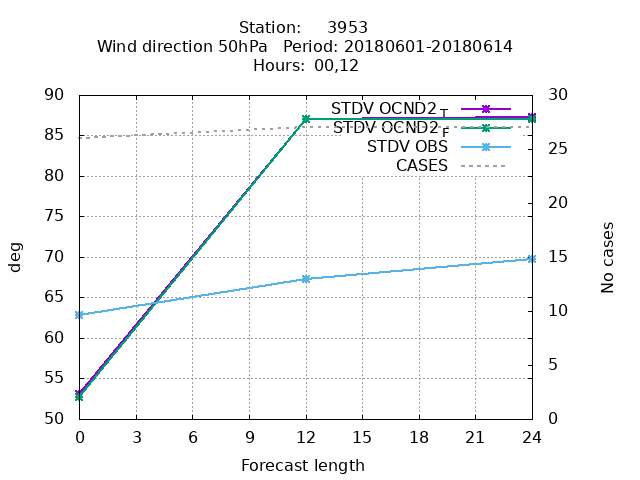 Station: 3953
Wind direction 50hPa Period: 20180601-20180614
Hours: 00,12
STDV OCND2_T
STDV OCND2_F
STDV OBS
CASES
90
85
80
75
70
65
60
55
50
30
25
20
15
10
5
0
deg
No cases
0 3 6 9 12 15 18 21 24
Forecast length